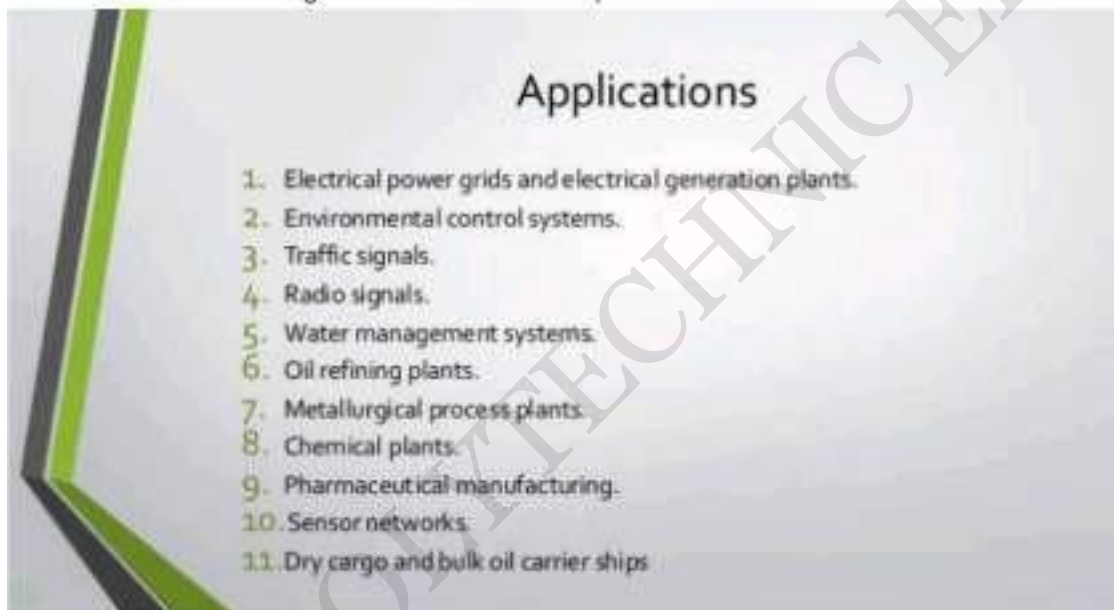 Applications
1. Electrical power grids and electrical generation plants.
2. Environmental control systems.
3. Traffic signals.
4. Radio signals.
5. Water management systems.
6. Oil refining plants.
7. Metallurgical process plants.
8. Chemical plants.
9. Pharmaceutical manufacturing.
10. Sensor networks.
11. Dry cargo and bulk oil carrier ships